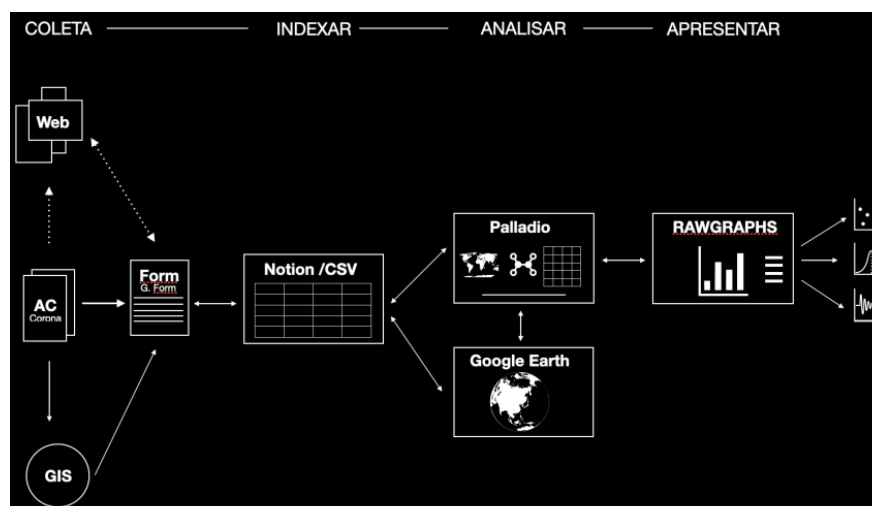 COLETA
INDEXAR
ANALISAR
APRESENTAR
Web
AC
Corona
GIS
Form
G. Form
Notion /CSV
Palladio
Google Earth
RAWGRAPHS